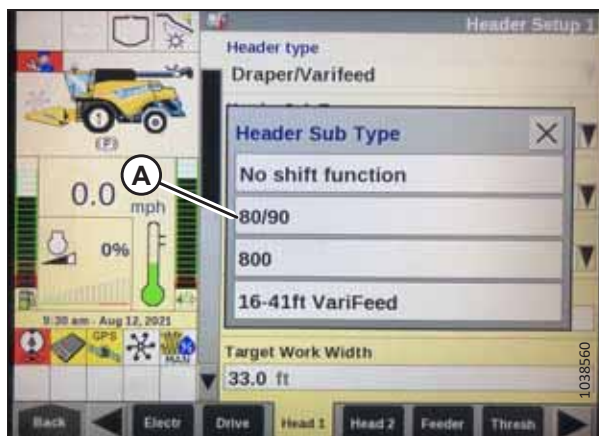 Header Setup 1
Header type
Draper/Varifeed
Header Sub Type
No shift function
80/90
800
16-41ft VariFeed
A
(P)
0.0 mph
0%
9:30 am - Aug 12, 2021
GPS
MAN
Target Work Width
33.0 ft
Back
Electr
Drive
Head 1
Head 2
Feeder
Thresh
1038560